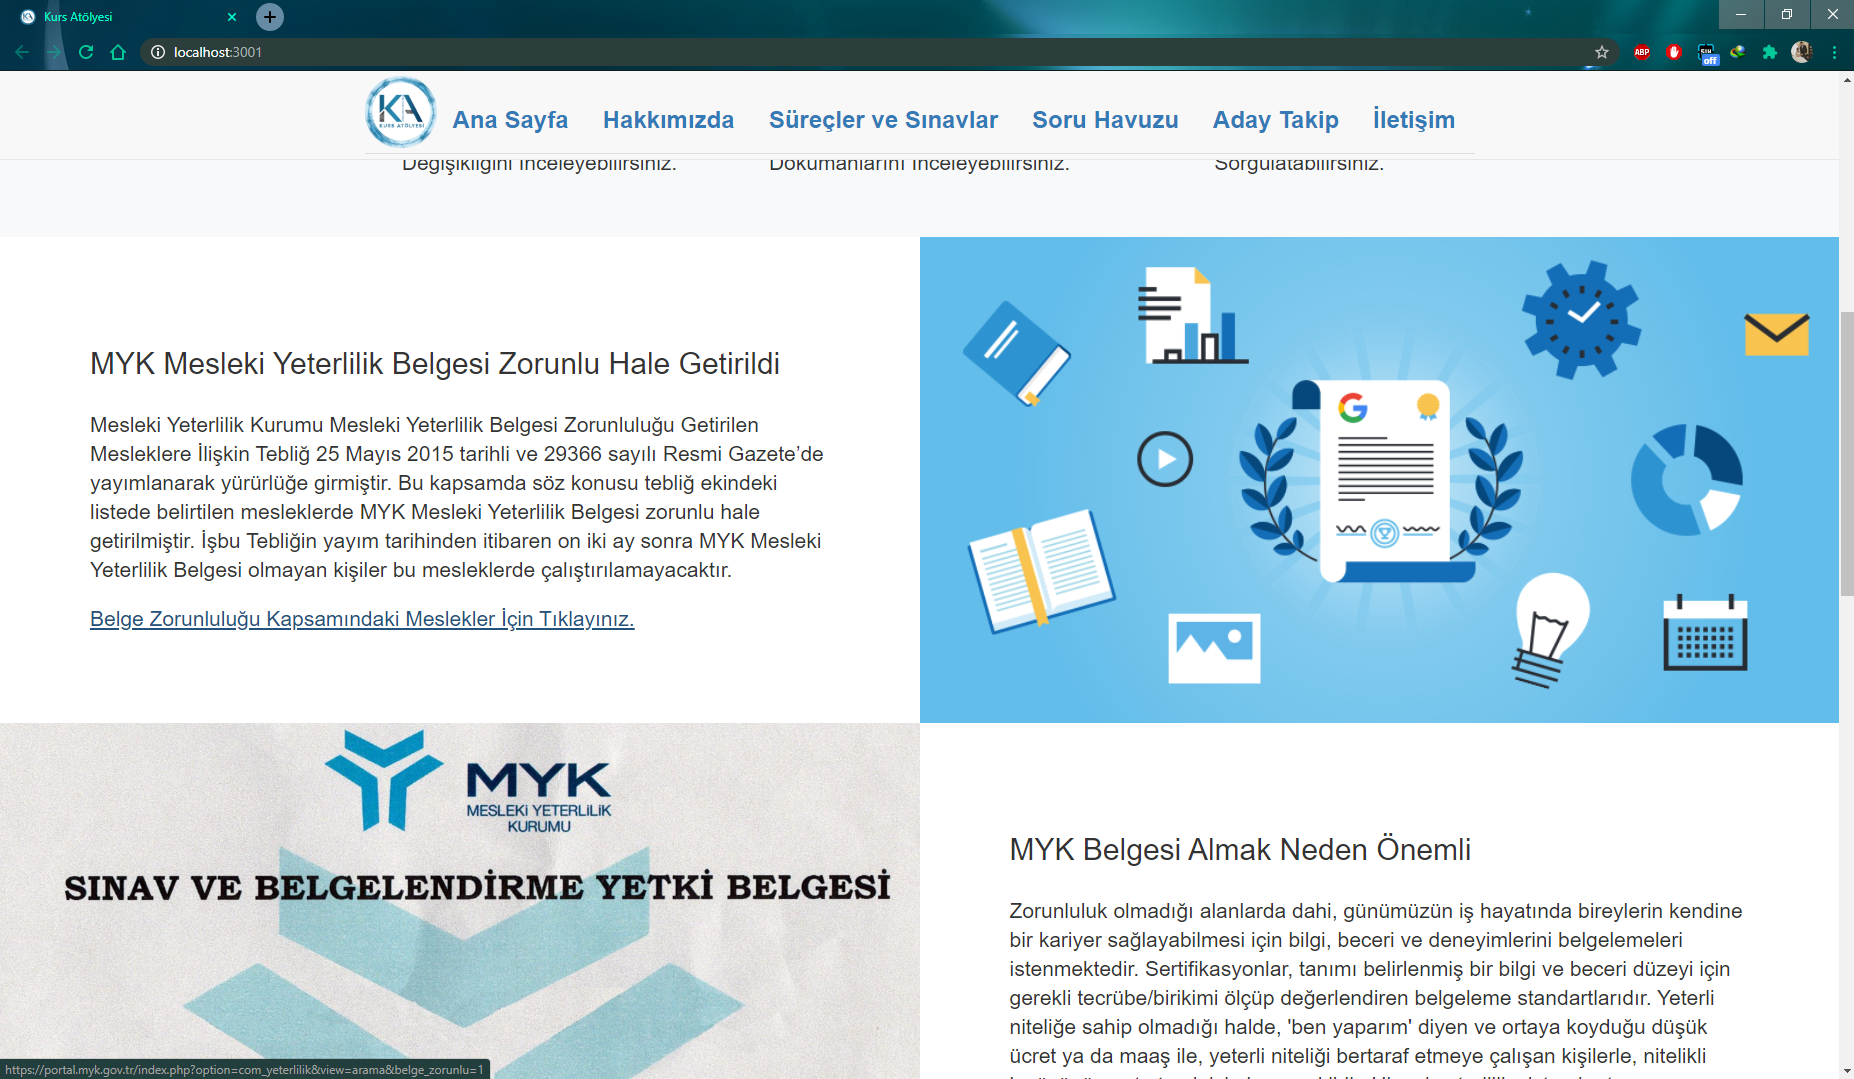 Kurs Atölyesi
localhost:3001
ABP
off
KA
KURS ATÖLYESİ
Ana Sayfa Hakkımızda Süreçler ve Sınavlar Soru Havuzu Aday Takip İletişim
Değişikliğini İnceleyebilirsiniz.
Dokümanlarını İnceleyebilirsiniz.
Sorgulatabilirsiniz.
MYK Mesleki Yeterlilik Belgesi Zorunlu Hale Getirildi
Mesleki Yeterlilik Kurumu Mesleki Yeterlilik Belgesi Zorunluluğu Getirilen
Mesleklere İlişkin Tebliğ 25 Mayıs 2015 tarihli ve 29366 sayılı Resmi Gazete’de
yayımlanarak yürürlüğe girmiştir. Bu kapsamda söz konusu tebliğ ekindeki
listede belirtilen mesleklerde MYK Mesleki Yeterlilik Belgesi zorunlu hale
getirilmiştir. İşbu Tebliğin yayım tarihinden itibaren on iki ay sonra MYK Mesleki
Yeterlilik Belgesi olmayan kişiler bu mesleklerde çalıştırılamayacaktır.
Belge Zorunluluğu Kapsamındaki Meslekler İçin Tıklayınız.
G
MYK
MESLEKİ YETERLİLİK
KURUMU
SINAV VE BELGELENDİRME YETKİ BELGESİ
MYK Belgesi Almak Neden Önemli
Zorunluluk olmadığı alanlarda dahi, günümüzün iş hayatında bireylerin kendine
bir kariyer sağlayabilmesi için bilgi, beceri ve deneyimlerini belgelemeleri
istenmektedir. Sertifikasyonlar, tanımı belirlenmiş bir bilgi ve beceri düzeyi için
gerekli tecrübe/birikimi ölçüp değerlendiren belgeleme standartlarıdır. Yeterli
niteliğe sahip olmadığı halde, 'ben yaparım' diyen ve ortaya koyduğu düşük
ücret ya da maaş ile, yeterli niteliği bertaraf etmeye çalışan kişilerle, nitelikli
https://portal.myk.gov.tr/index.php?option=com_yeterlilik&view=arama&belge_zorunlu=1